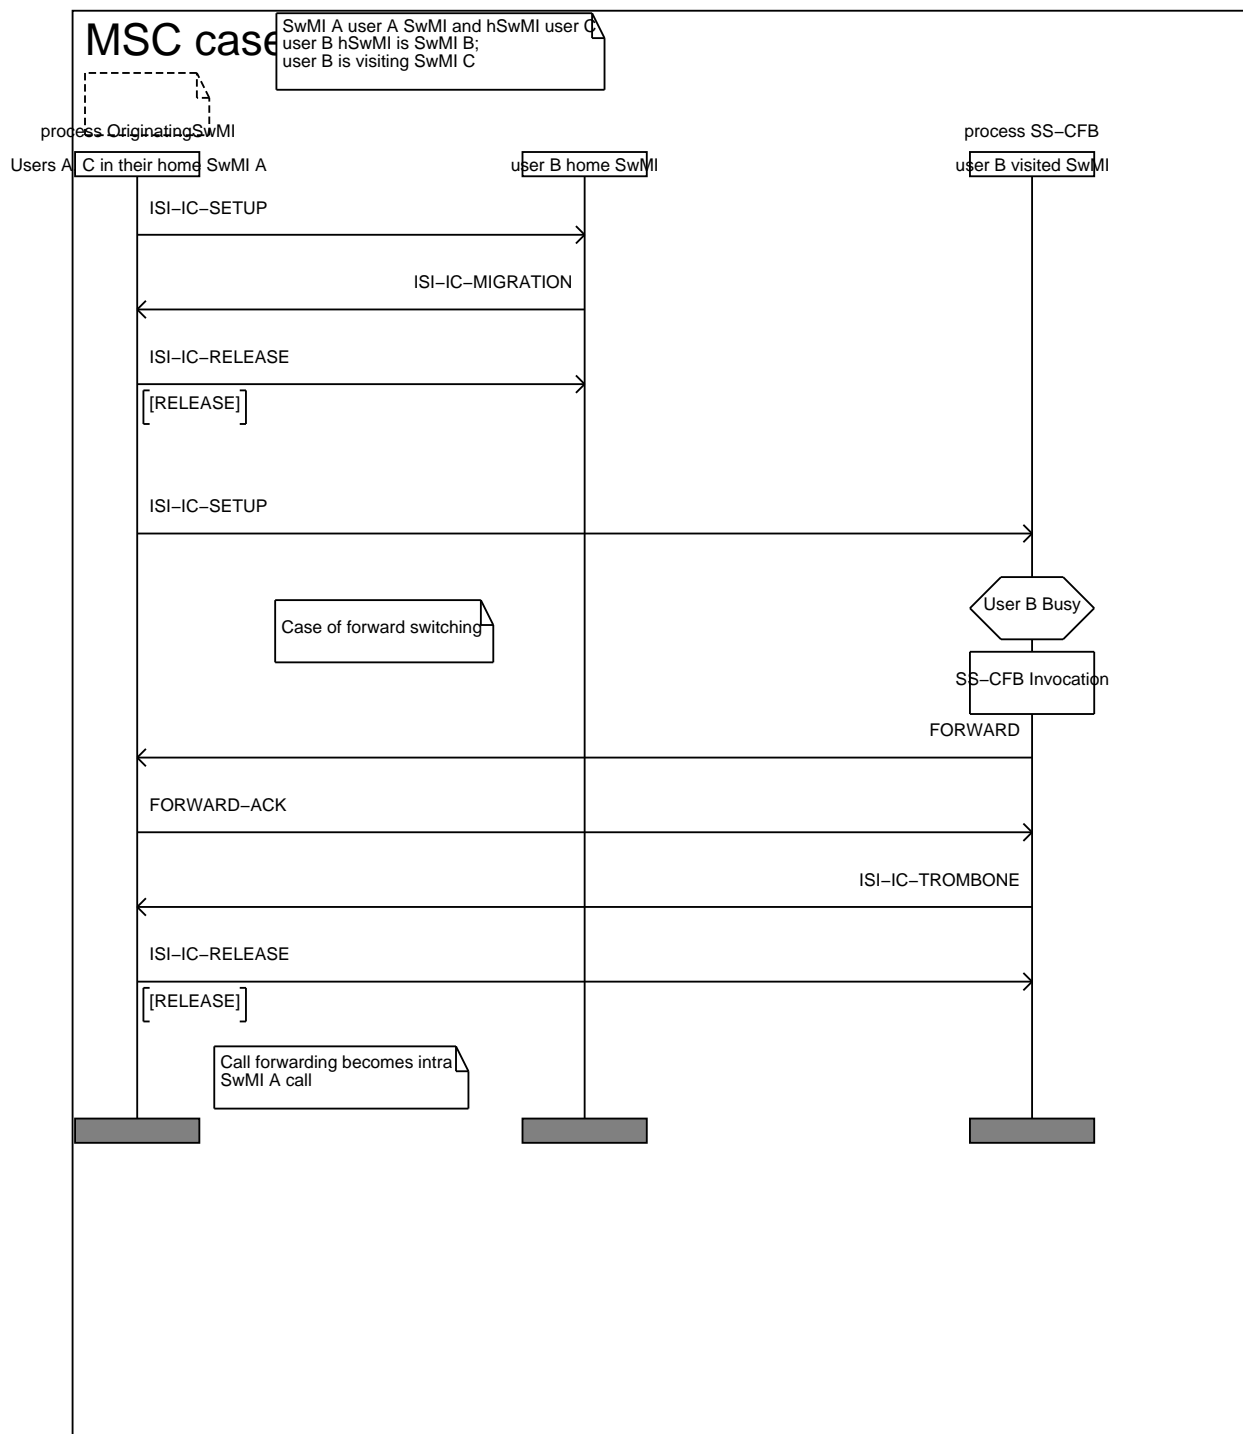 MSC case
SwMI A user A SwMI and hSwMI user C
user B hSwMI is SwMI B;
user B is visiting SwMI C
process OriginatingSwMI
process SS−CFB
Users A C in their home SwMI A
user B home SwMI
user B visited SwMI
ISI−IC−SETUP
ISI−IC−MIGRATION
ISI−IC−RELEASE
[RELEASE]
ISI−IC−SETUP
User B Busy
Case of forward switching
SS−CFB Invocation
FORWARD
FORWARD−ACK
ISI−IC−TROMBONE
ISI−IC−RELEASE
[RELEASE]
Call forwarding becomes intra
SwMI A call